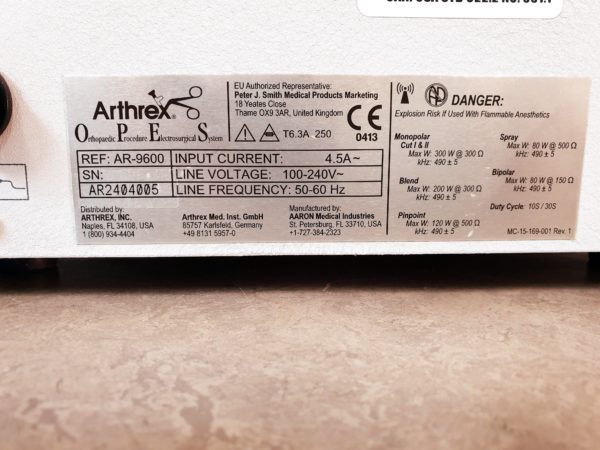 Arthrex
Orthopaedic Procedure Electrosurgical System
EU Authorized Representative:
Peter J. Smith Medical Products Marketing
18 Yeates Close
Thame OX9 3AR, United Kingdom
T6.3A, 250
CE
0413
REF: AR-9600
INPUT CURRENT: 4.5A~
SN:
AR2404005
LINE VOLTAGE: 100-240V~
LINE FREQUENCY: 50-60 Hz
Distributed by:
ARTHREX, INC.
Naples, FL 34108, USA
1 (800) 934-4404
Arthrex Med. Inst. GmbH
85757 Karlsfeld, Germany
+49 8131 5957-0
Manufactured by:
AARON Medical Industries
St. Petersburg, FL 33710, USA
+1-727-384-2323
DANGER:
Explosion Risk if Used With Flammable Anesthetics
Monopolar
Cut I & II
Max W: 300 W @ 300 Ω
kHz: 490 ± 5
Blend
Max W: 200 W @ 300 Ω
kHz: 490 ± 5
Pinpoint
Max W: 120 W @ 500 Ω
kHz: 490 ± 5
Spray
Max W: 80 W @ 500 Ω
kHz: 490 ± 5
Bipolar
Max W: 80 W @ 150 Ω
kHz: 490 ± 5
Duty Cycle: 10S / 30S
MC-15-169-001 Rev. 1